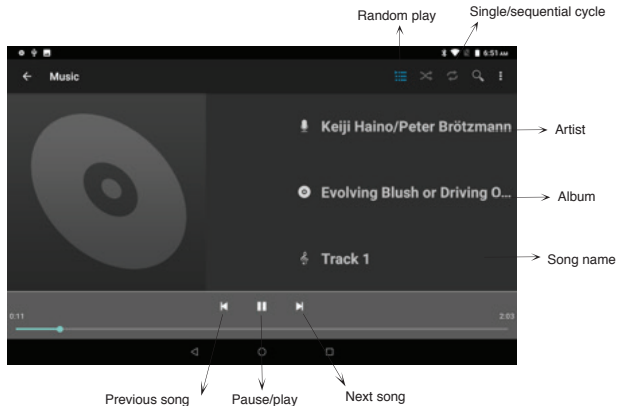 Random play
Single/sequential cycle
6:51 AM
Music
Keiji Haino/Peter Brötzmann
Artist
Evolving Blush or Driving O...
Album
Track 1
Song name
0:11
2:03
Previous song
Pause/play
Next song